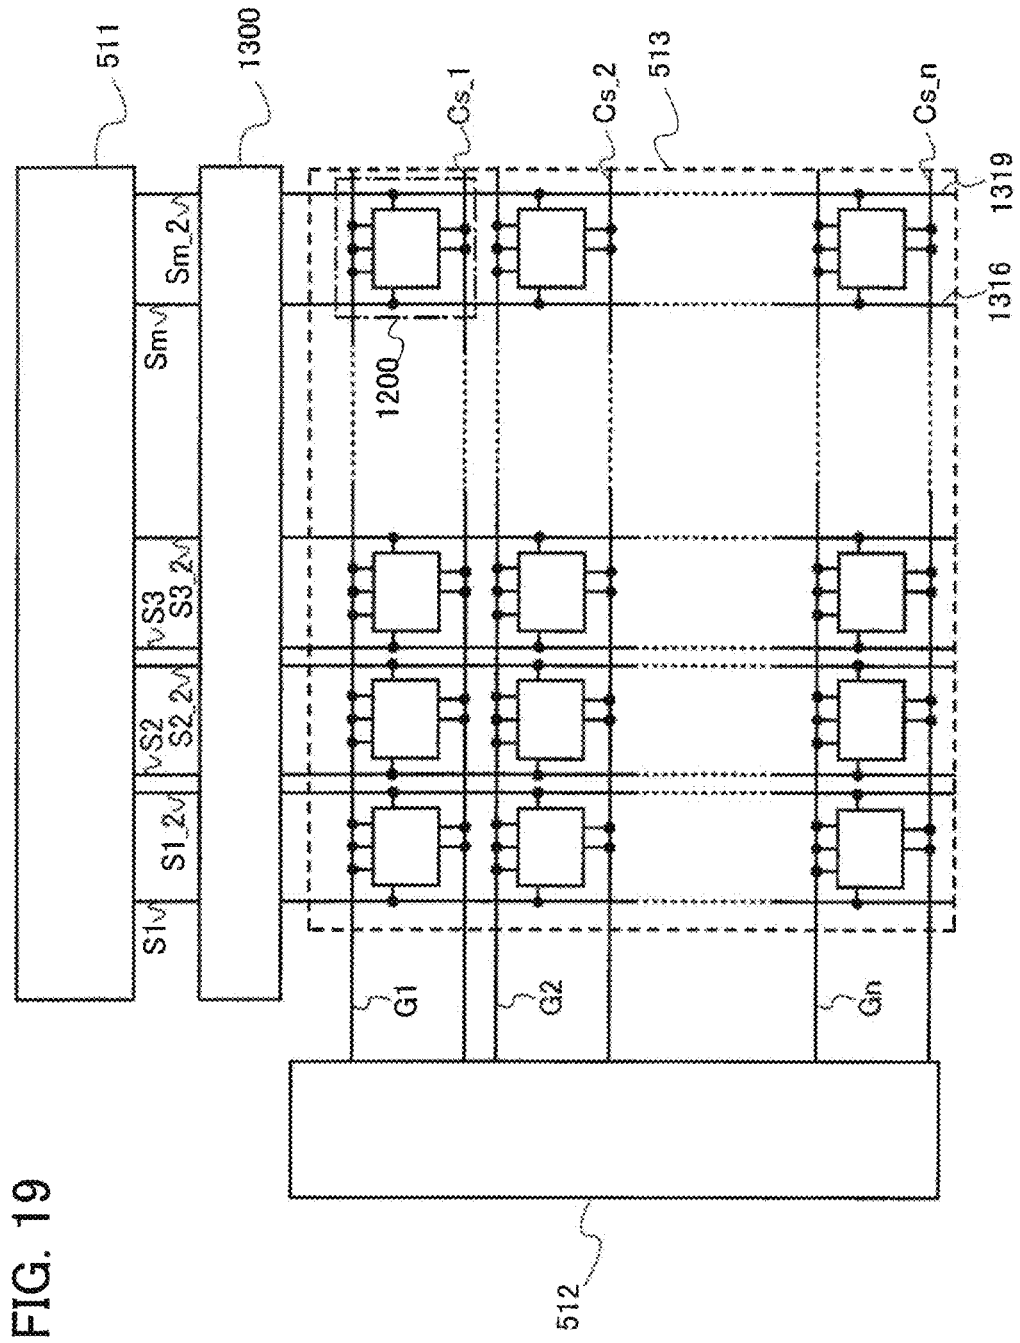 FIG. 19
511
1300
S1
S1_2
S2
S2_2
S3
S3_2
Sm
Sm_2
Cs_1
Cs_2
513
Cs_n
1319
1316
1200
G1
G2
Gn
512